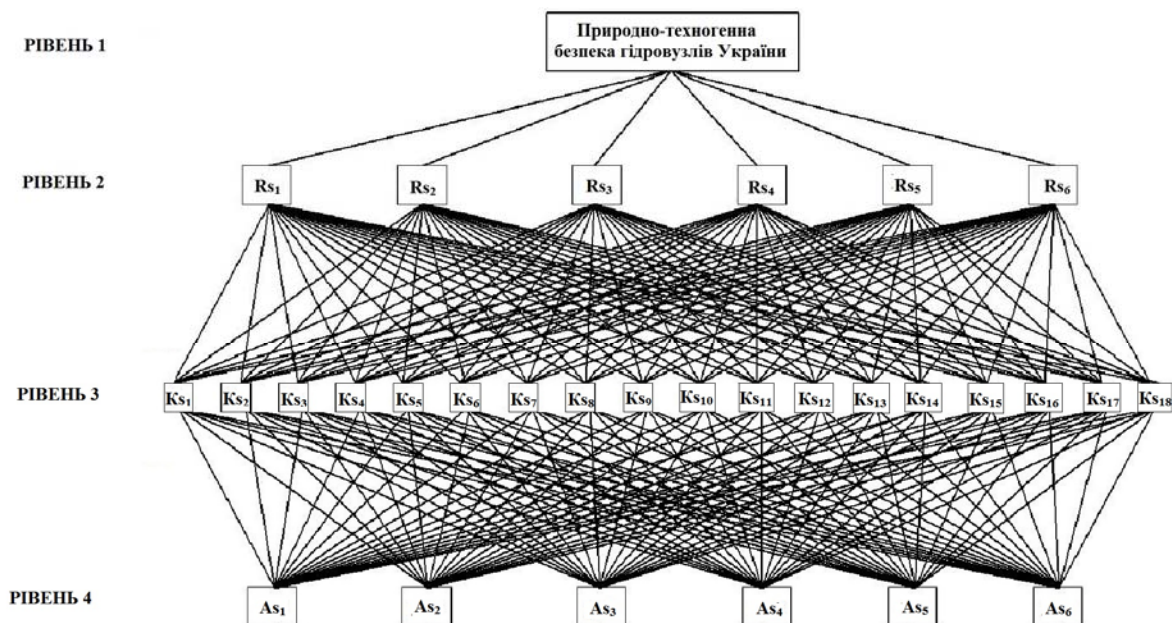 РІВЕНЬ 1
Природно-техногенна
безпека гідровузлів України
РІВЕНЬ 2
Rs₁ Rs₂ Rs₃ Rs₄ Rs₅ Rs₆
РІВЕНЬ 3
Ks₁ Ks₂ Ks₃ Ks₄ Ks₅ Ks₆ Ks₇ Ks₈ Ks₉ Ks₁₀ Ks₁₁ Ks₁₂ Ks₁₃ Ks₁₄ Ks₁₅ Ks₁₆ Ks₁₇ Ks₁₈
РІВЕНЬ 4
As₁ As₂ As₃ As₄ As₅ As₆